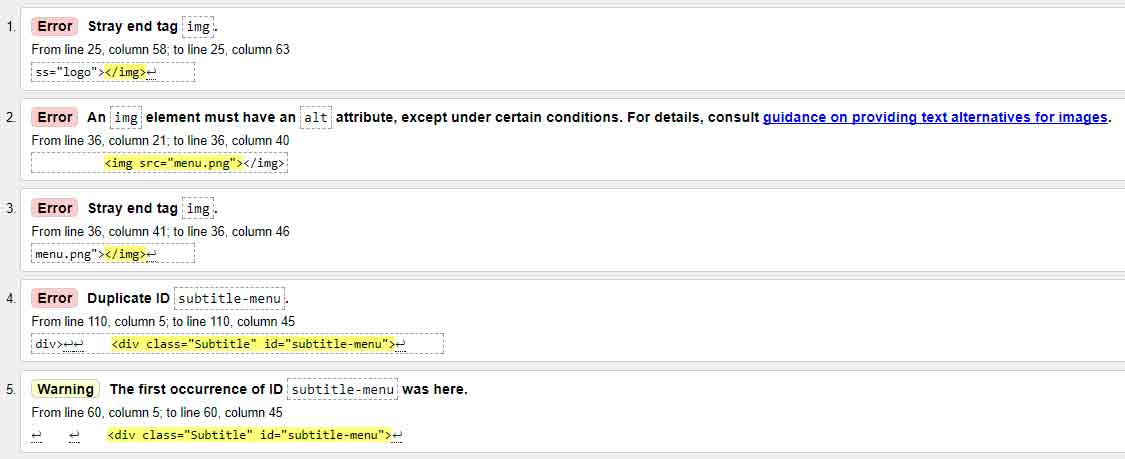 1. Error Stray end tag img.
From line 25, column 58; to line 25, column 63
ss="logo"></img>↩
2. Error An img element must have an alt attribute, except under certain conditions. For details, consult guidance on providing text alternatives for images.
From line 36, column 21; to line 36, column 40
<img src="menu.png"></img>
3. Error Stray end tag img.
From line 36, column 41; to line 36, column 46
menu.png"></img>↩
4. Error Duplicate ID subtitle-menu.
From line 110, column 5; to line 110, column 45
div>↩↩ <div class="Subtitle" id="subtitle-menu">↩
5. Warning The first occurrence of ID subtitle-menu was here.
From line 60, column 5; to line 60, column 45
↩ ↩ <div class="Subtitle" id="subtitle-menu">↩